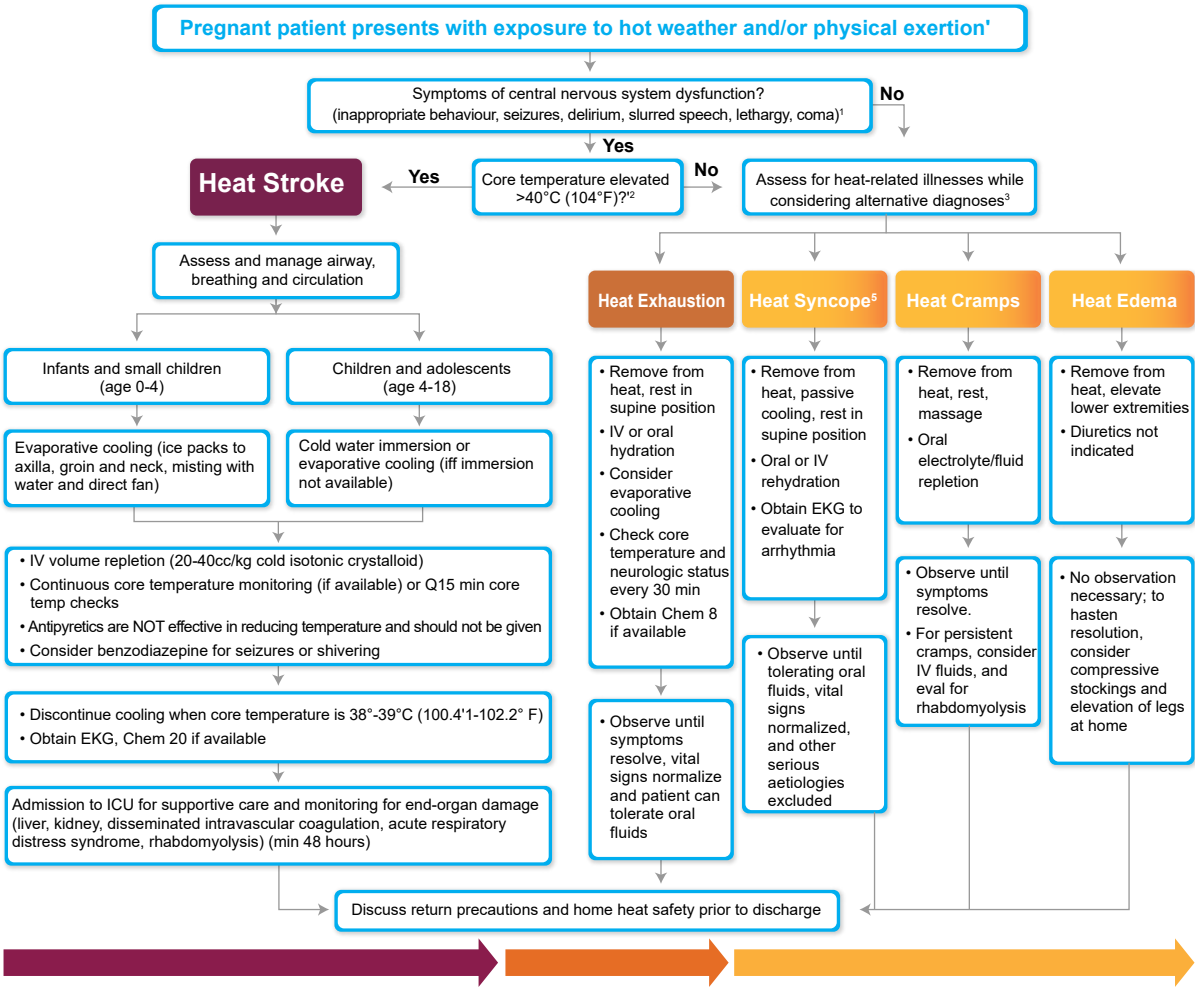 Pregnant patient presents with exposure to hot weather and/or physical exertion'
Symptoms of central nervous system dysfunction?
(inappropriate behaviour, seizures, delirium, slurred speech, lethargy, coma)¹
No
Yes
Heat Stroke
Yes
Core temperature elevated
>40°C (104°F)?'²
No
Assess for heat-related illnesses while
considering alternative diagnoses³
Assess and manage airway,
breathing and circulation
Infants and small children
(age 0-4)
Children and adolescents
(age 4-18)
Evaporative cooling (ice packs to
axilla, groin and neck, misting with
water and direct fan)
Cold water immersion or
evaporative cooling (iff immersion
not available)
• IV volume repletion (20-40cc/kg cold isotonic crystalloid)
• Continuous core temperature monitoring (if available) or Q15 min core
temp checks
• Antipyretics are NOT effective in reducing temperature and should not be given
• Consider benzodiazepine for seizures or shivering
• Discontinue cooling when core temperature is 38°-39°C (100.4'1-102.2° F)
• Obtain EKG, Chem 20 if available
Admission to ICU for supportive care and monitoring for end-organ damage
(liver, kidney, disseminated intravascular coagulation, acute respiratory
distress syndrome, rhabdomyolysis) (min 48 hours)
Heat Exhaustion
• Remove from
heat, rest in
supine position
• IV or oral
hydration
• Consider
evaporative
cooling
• Check core
temperature and
neurologic status
every 30 min
• Obtain Chem 8
if available
• Observe until
symptoms
resolve, vital
signs normalize
and patient can
tolerate oral
fluids
Heat Syncope⁵
• Remove from
heat, passive
cooling, rest in
supine position
• Oral or IV
rehydration
• Obtain EKG to
evaluate for
arrhythmia
• Observe until
tolerating oral
fluids, vital
signs
normalized,
and other
serious
aetiologies
excluded
Heat Cramps
• Remove from
heat, rest,
massage
• Oral
electrolyte/fluid
repletion
• Observe until
symptoms
resolve.
• For persistent
cramps, consider
IV fluids, and
eval for
rhabdomyolysis
Heat Edema
• Remove from
heat, elevate
lower extremities
• Diuretics not
indicated
• No observation
necessary; to
hasten
resolution,
consider
compressive
stockings and
elevation of legs
at home
Discuss return precautions and home heat safety prior to discharge